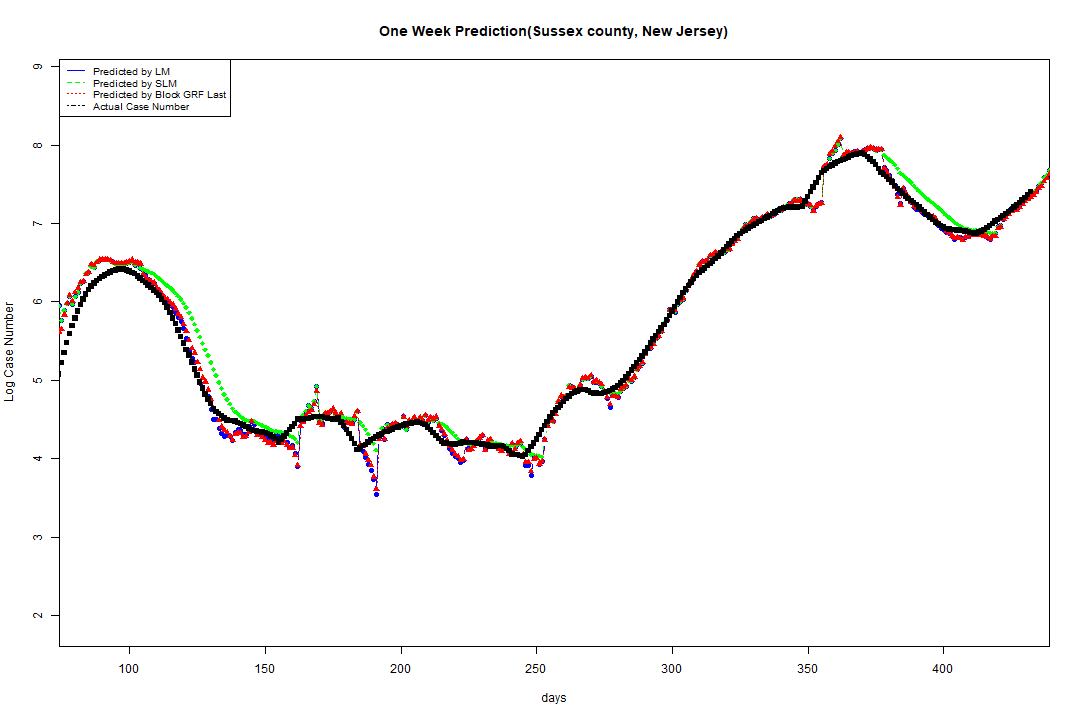 One Week Prediction(Sussex county, New Jersey)
Predicted by LM
Predicted by SLM
Predicted by Block GRF Last
Actual Case Number
Log Case Number
9
8
7
6
5
4
3
2
100 150 200 250 300 350 400
days